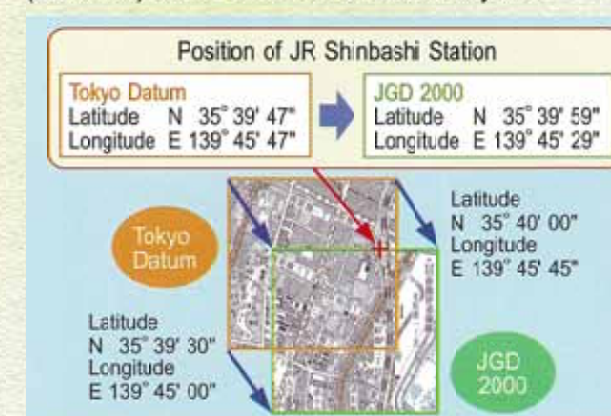 Position of JR Shinbashi Station
Tokyo Datum
Latitude N 35° 39' 47"
Longitude E 139° 45' 47"
JGD 2000
Latitude N 35° 39' 59"
Longitude E 139° 45' 29"
Tokyo
Datum
Latitude
N 35° 40' 00"
Longitude
E 139° 45' 45"
Latitude
N 35° 39' 30"
Longitude
E 139° 45' 00"
JGD
2000